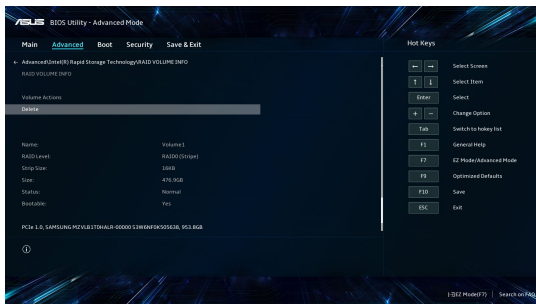 ASUS BIOS Utility - Advanced Mode
Main Advanced Boot Security Save & Exit
Hot Keys
← Advanced\Intel(R) Rapid Storage Technology\RAID VOLUME INFO
RAID VOLUME INFO
Volume Actions
Delete
Name: Volume1
RAID Level: RAID0 (Stripe)
Strip Size: 16KB
Size: 476.9GB
Status: Normal
Bootable: Yes
PCIe 1.0, SAMSUNG MZVLB1T0HALR-00000 S3W6NF0K505638, 953.8GB
← → Select Screen
↑ ↓ Select Item
Enter Select
+ − Change Option
Tab Switch to hokey list
F1 General Help
F7 EZ Mode/Advanced Mode
F9 Optimized Defaults
F10 Save
ESC Exit
EZ Mode(F7) | Search on FAQ